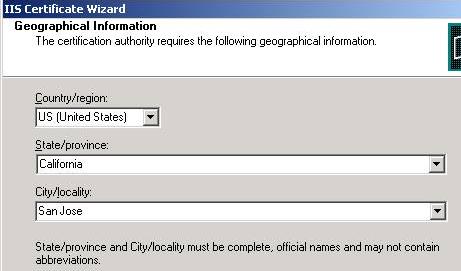 IIS Certificate Wizard
Geographical Information
The certification authority requires the following geographical information.
Country/region:
US (United States)
State/province:
California
City/locality:
San Jose
State/province and City/locality must be complete, official names and may not contain
abbreviations.